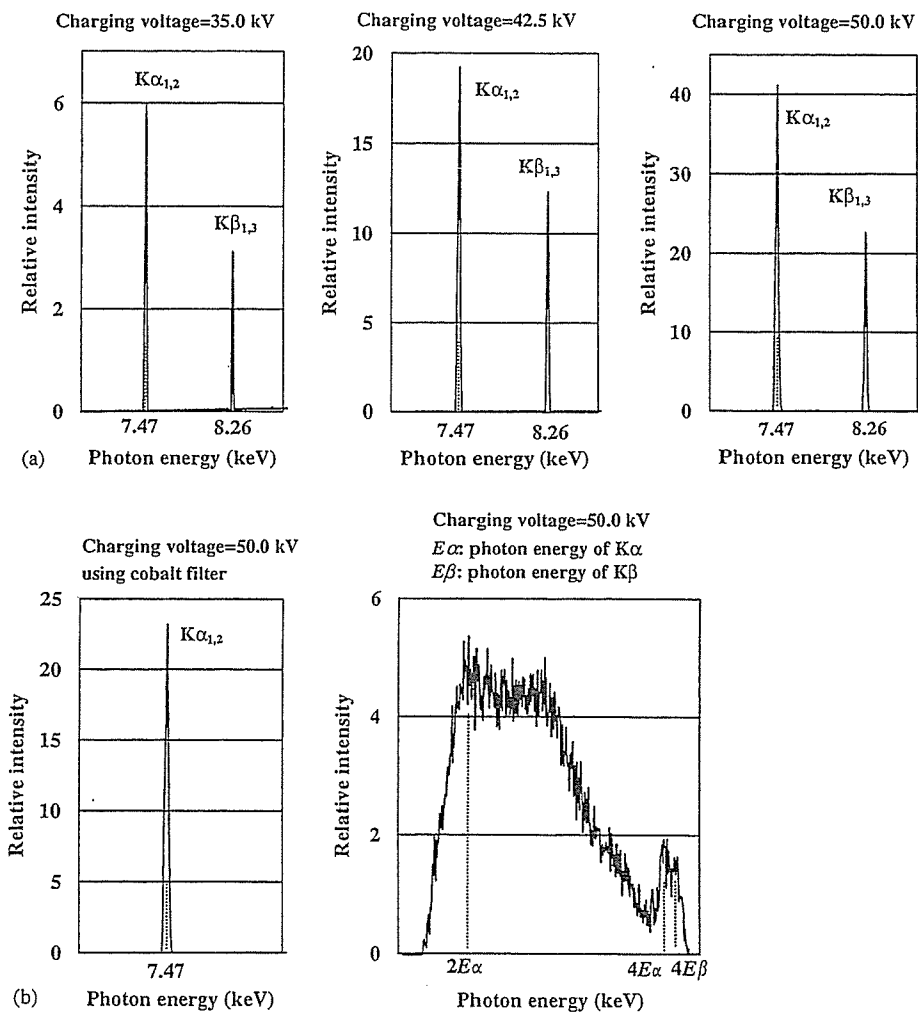 Charging voltage=35.0 kV
Kα1,2
Kβ1,3
Relative intensity
6
4
2
0
7.47 8.26
Photon energy (keV)
Charging voltage=42.5 kV
Kα1,2
Kβ1,3
Relative intensity
20
15
10
5
0
7.47 8.26
Photon energy (keV)
Charging voltage=50.0 kV
Kα1,2
Kβ1,3
Relative intensity
40
30
20
10
0
7.47 8.26
Photon energy (keV)
(a)
Charging voltage=50.0 kV
using cobalt filter
Kα1,2
Relative intensity
25
20
15
10
5
0
7.47
Photon energy (keV)
Charging voltage=50.0 kV
Eα: photon energy of Kα
Eβ: photon energy of Kβ
Relative intensity
6
4
2
0
2Eα 4Eα 4Eβ
Photon energy (keV)
(b)